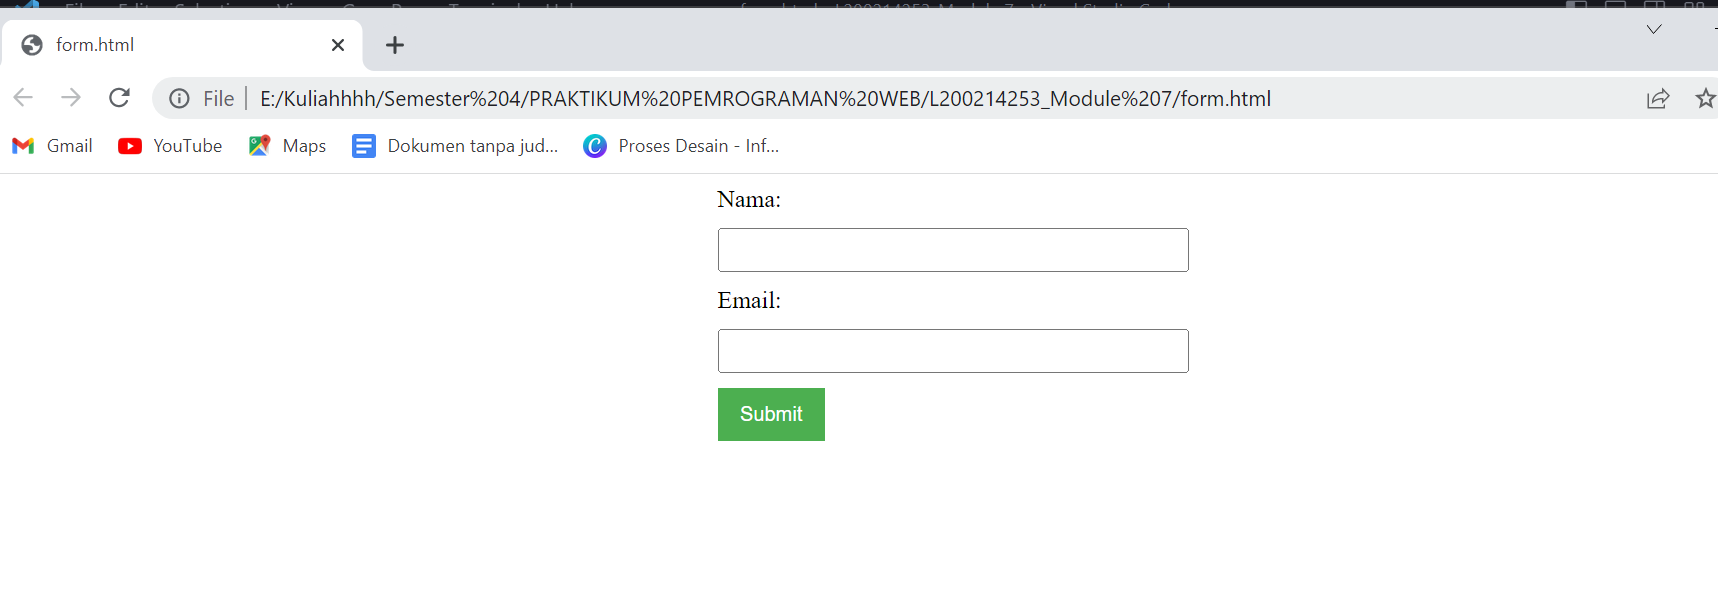 form.html
File E:/Kuliahhhh/Semester%204/PRAKTIKUM%20PEMROGRAMAN%20WEB/L200214253_Module%207/form.html
Gmail YouTube Maps Dokumen tanpa jud... Proses Desain - Inf...
Nama:
Email:
Submit